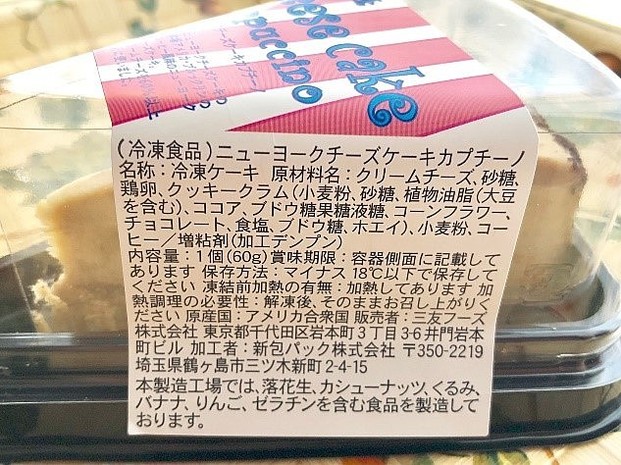 ese cake
paccino
(冷凍食品)ニューヨークチーズケーキカプチーノ
名称:冷凍ケーキ 原材料名:クリームチーズ、砂糖、
鶏卵、クッキークラム(小麦粉、砂糖、植物油脂(大豆
を含む)、ココア、ブドウ糖果糖液糖、コーンフラワー、
チョコレート、食塩、ブドウ糖、ホエイ)、小麦粉、コー
ヒー/増粘剤(加工デンプン)
内容量:1個(60g)賞味期限:容器側面に記載して
あります 保存方法:マイナス18℃以下で保存して
ください 凍結前加熱の有無:加熱してあります 加
熱調理の必要性:解凍後、そのままお召し上がりく
ださい 原産国:アメリカ合衆国 販売者:三友フーズ
株式会社 東京都千代田区岩本町3丁目3-6井門岩本
町ビル 加工者:新包パック株式会社 〒350-2219
埼玉県鶴ヶ島市三ツ木新町2-4-15
本製造工場では、落花生、カシューナッツ、くるみ、
バナナ、りんご、ゼラチンを含む食品を製造して
おります。